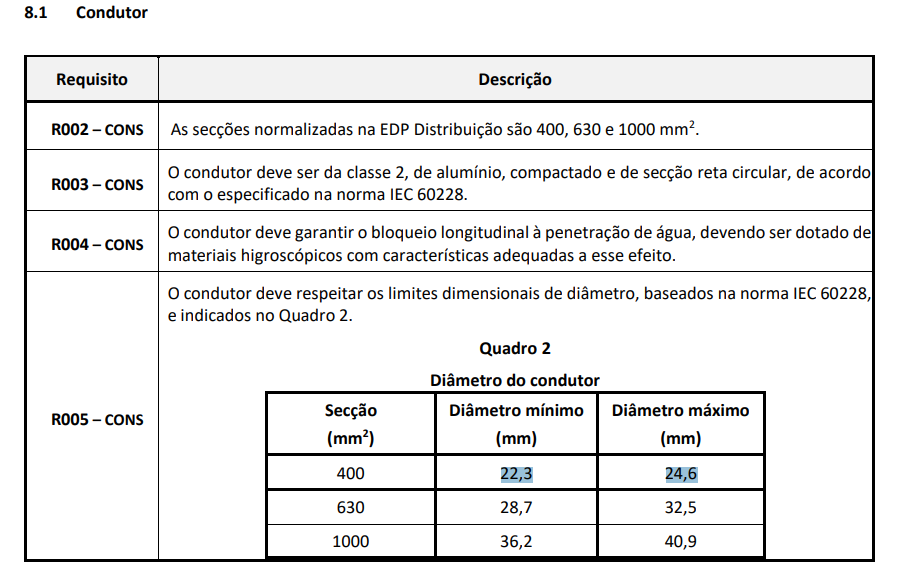 8.1 Condutor
Requisito Descrição
R002 – CONS As secções normalizadas na EDP Distribuição são 400, 630 e 1000 mm².
R003 – CONS O condutor deve ser da classe 2, de alumínio, compactado e de secção reta circular, de acordo
com o especificado na norma IEC 60228.
R004 – CONS O condutor deve garantir o bloqueio longitudinal à penetração de água, devendo ser dotado de
materiais higroscópicos com características adequadas a esse efeito.
R005 – CONS O condutor deve respeitar os limites dimensionais de diâmetro, baseados na norma IEC 60228,
e indicados no Quadro 2.
Quadro 2
Diâmetro do condutor
Secção Diâmetro mínimo Diâmetro máximo
(mm²) (mm) (mm)
400 22,3 24,6
630 28,7 32,5
1000 36,2 40,9